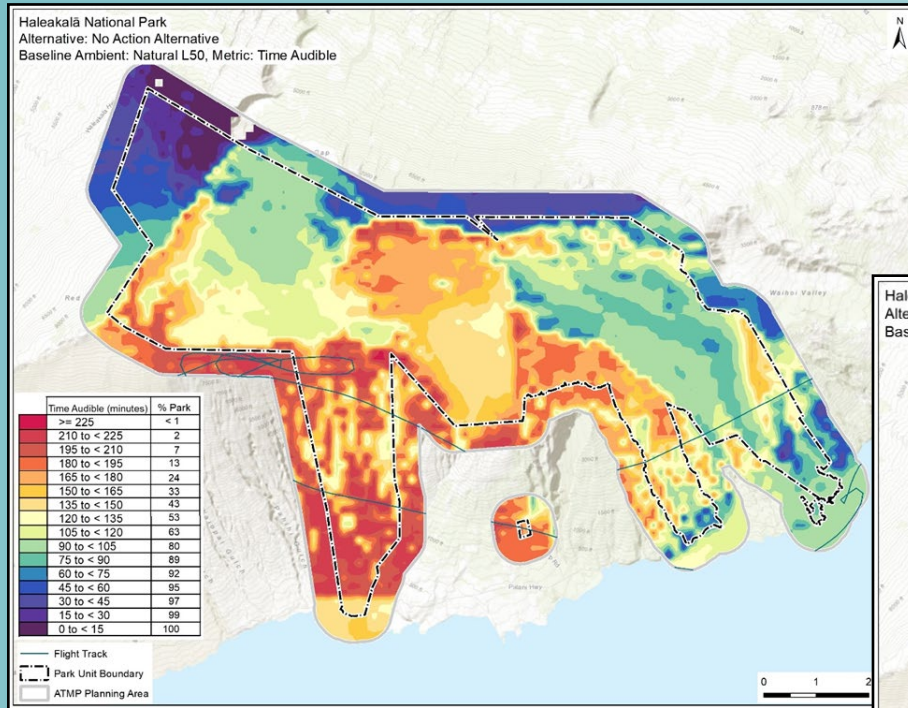 Haleakalā National Park
Alternative: No Action Alternative
Baseline Ambient: Natural L50, Metric: Time Audible
N
Waihoi Valley
Red
Hal
Alte
Bas
Time Audible (minutes) % Park
>= 225 < 1
210 to < 225 2
195 to < 210 7
180 to < 195 13
165 to < 180 24
150 to < 165 33
135 to < 150 43
120 to < 135 53
105 to < 120 63
90 to < 105 80
75 to < 90 89
60 to < 75 92
45 to < 60 95
30 to < 45 97
15 to < 30 99
0 to < 15 100
Piilani Hwy
Flight Track
Park Unit Boundary
ATMP Planning Area
0 1 2